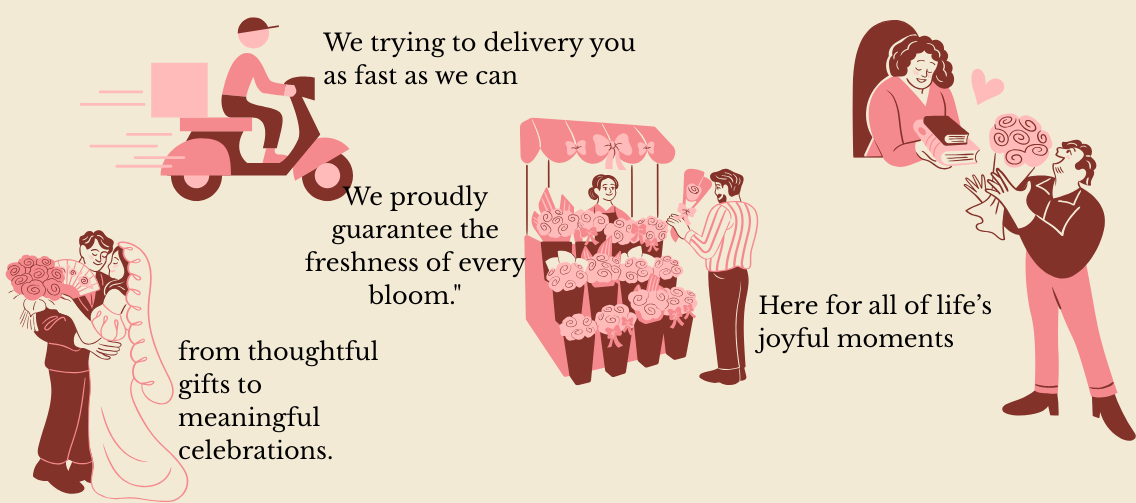 We trying to delivery you
as fast as we can
We proudly
guarantee the
freshness of every
bloom."
Here for all of life’s
joyful moments
from thoughtful
gifts to
meaningful
celebrations.